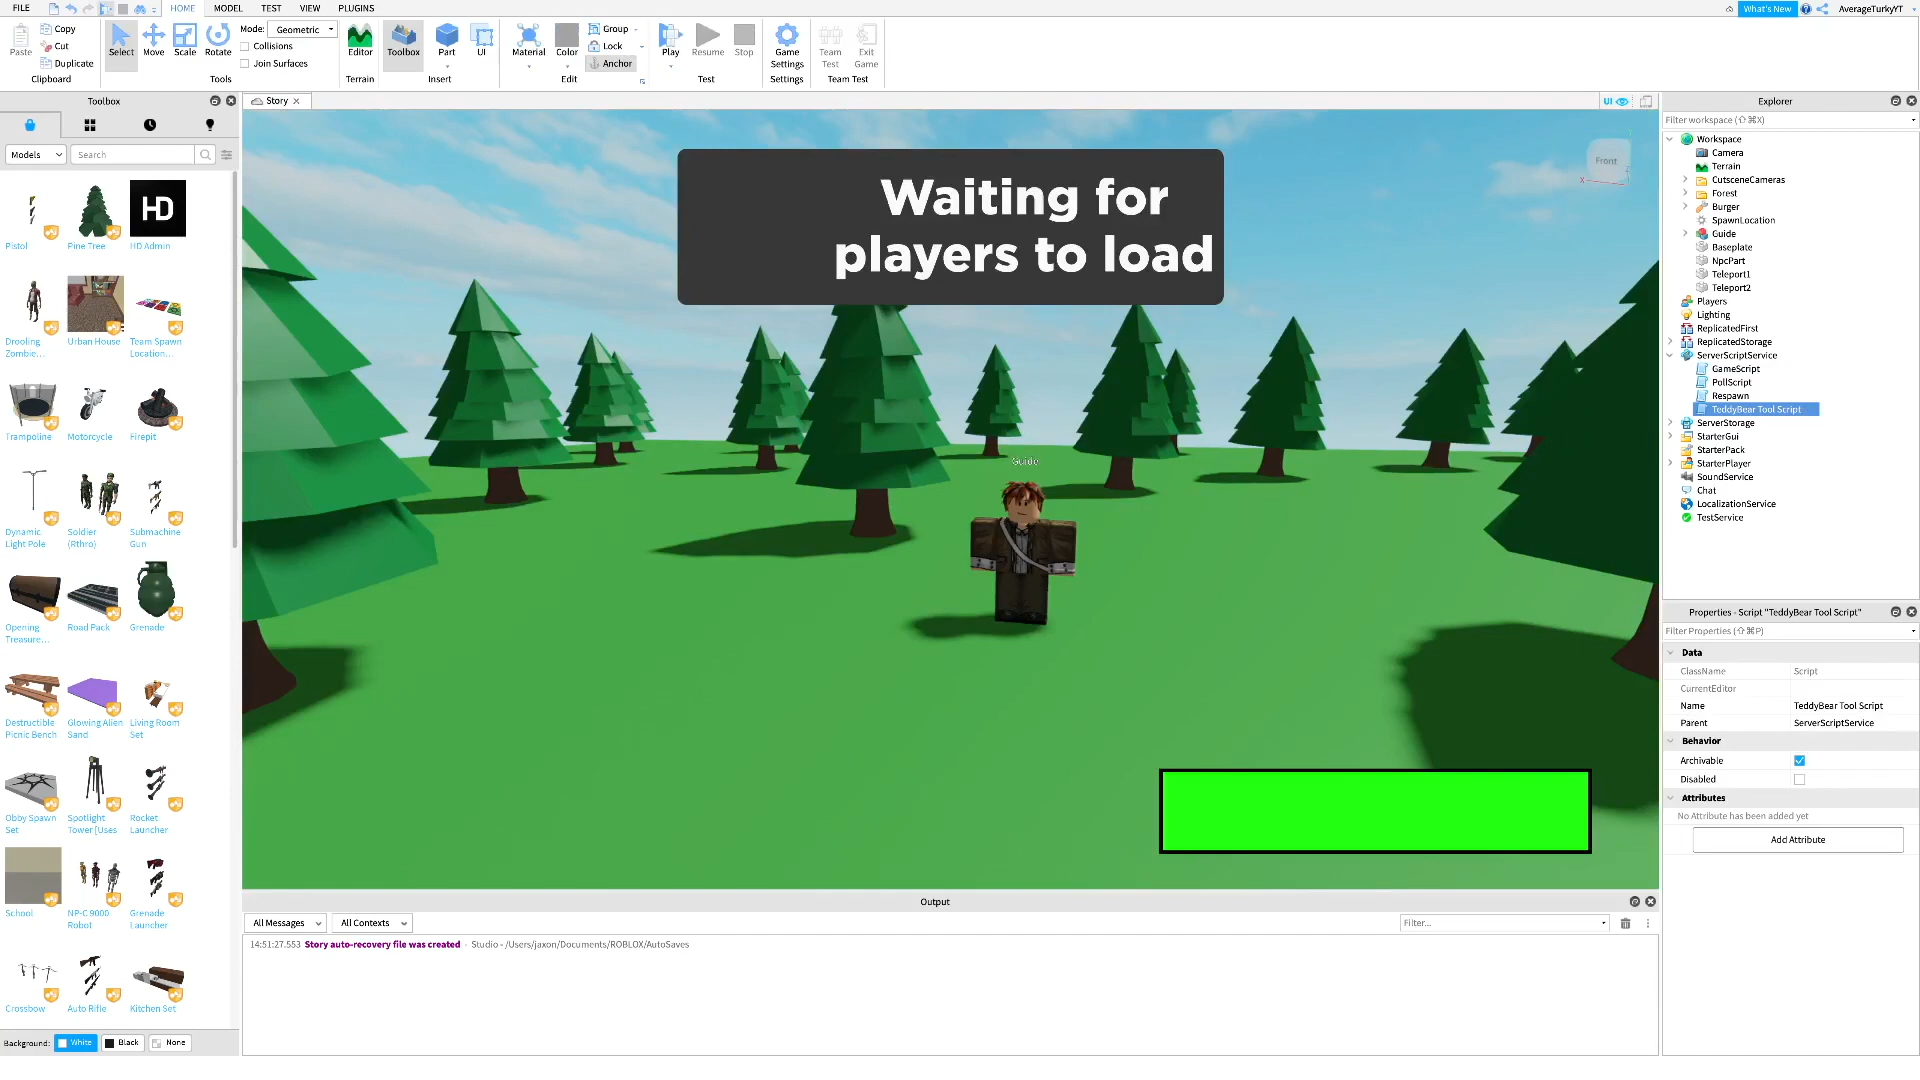 FILE HOME MODEL TEST VIEW PLUGINS What's New AverageTurkyYT
Paste Copy Cut Duplicate Clipboard
Select Move Scale Rotate Mode: Geometric Collisions Join Surfaces Tools
Editor Terrain
Toolbox Part UI Insert
Material Color Group Lock Anchor Edit
Play Resume Stop Test
Game Settings Settings
Team Test Exit Game Team Test
Toolbox
Models Search
Pistol Pine Tree HD Admin
HD
Drooling Zombie... Urban House Team Spawn Location...
Trampoline Motorcycle Firepit
Dynamic Light Pole Soldier (Rthro) Submachine Gun
Opening Treasure... Road Pack Grenade
Destructible Picnic Bench Glowing Alien Sand Living Room Set
Obby Spawn Set Spotlight Tower [Uses Rocket Launcher
School NP-C 9000 Robot Grenade Launcher
Crossbow Auto Rifle Kitchen Set
Background: White Black None
Story
UI
Waiting for
players to load
Guide
Front
X
Output
All Messages All Contexts Filter...
14:51:27.553 Story auto-recovery file was created - Studio - /Users/jaxon/Documents/ROBLOX/AutoSaves
Explorer
Filter workspace (⇧⌘X)
Workspace
Camera
Terrain
CutsceneCameras
Forest
Burger
SpawnLocation
Guide
Baseplate
NpcPart
Teleport1
Teleport2
Players
Lighting
ReplicatedFirst
ReplicatedStorage
ServerScriptService
GameScript
PollScript
Respawn
TeddyBear Tool Script
ServerStorage
StarterGui
StarterPack
StarterPlayer
SoundService
Chat
LocalizationService
TestService
Properties - Script "TeddyBear Tool Script"
Filter Properties (⇧⌘P)
Data
ClassName Script
CurrentEditor
Name TeddyBear Tool Script
Parent ServerScriptService
Behavior
Archivable
Disabled
Attributes
No Attribute has been added yet
Add Attribute